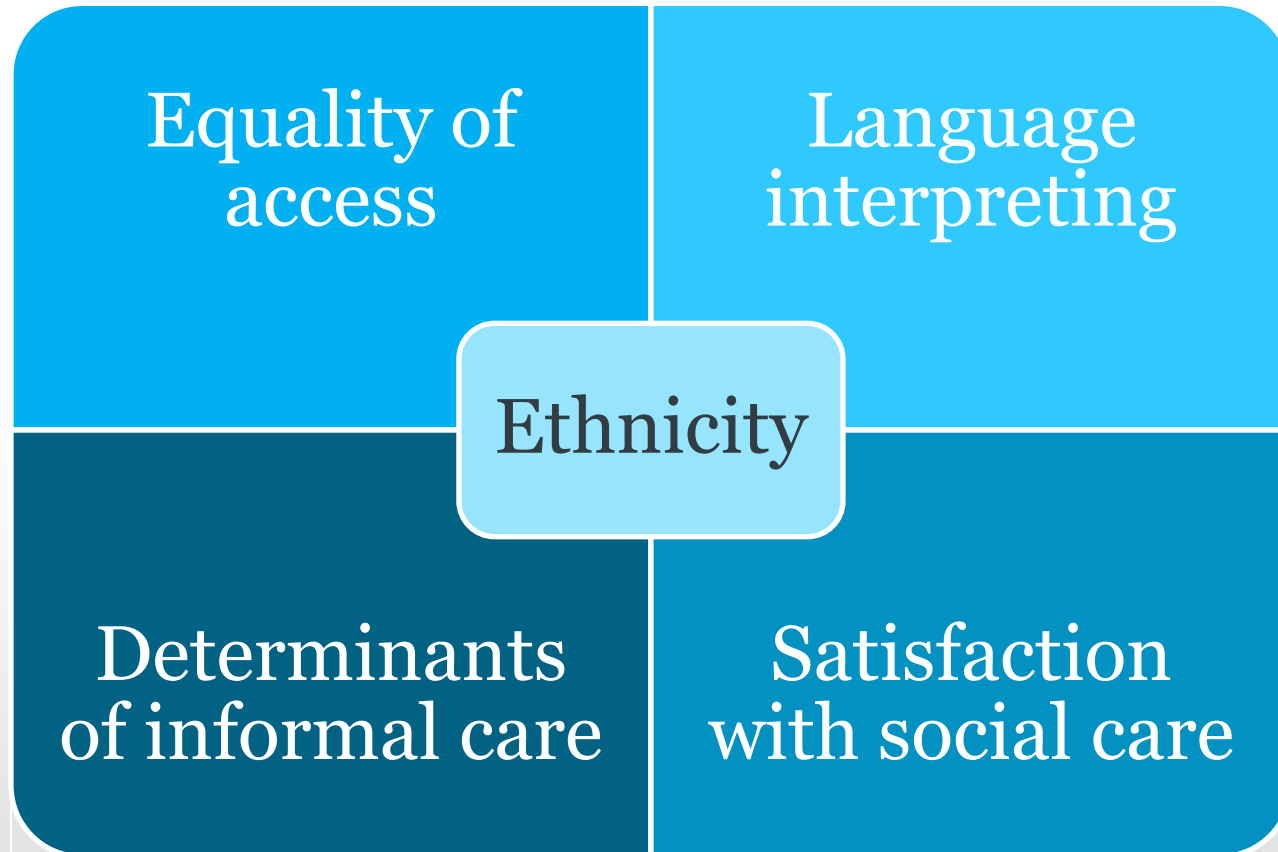 Equality of
access
Language
interpreting
Ethnicity
Determinants
of informal care
Satisfaction
with social care